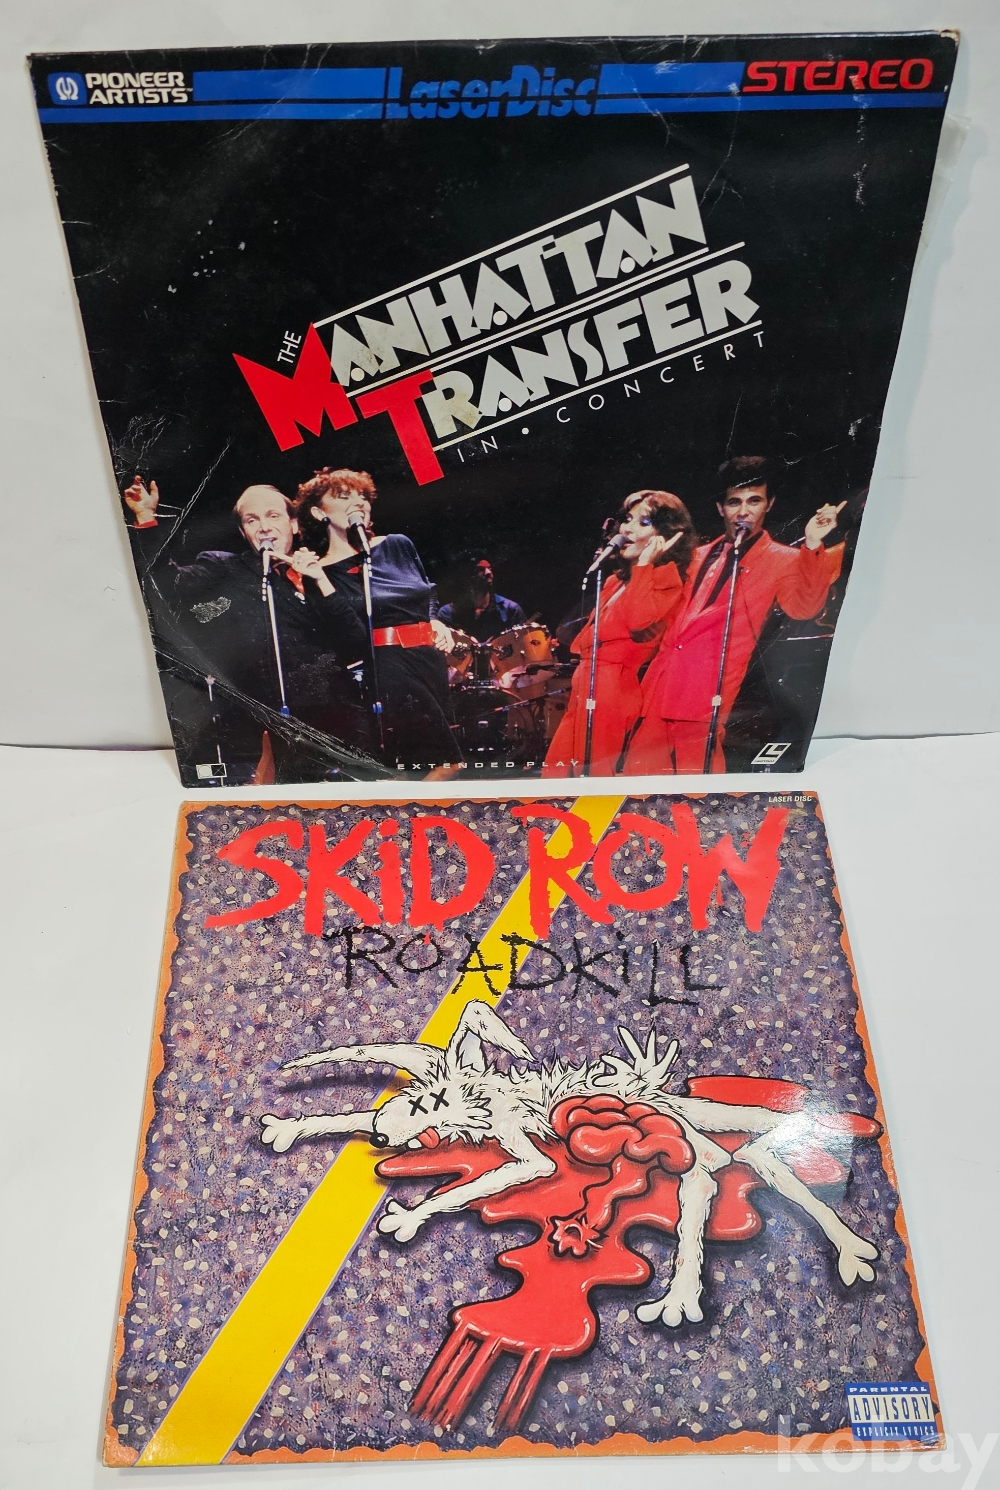 PIONEER
ARTISTS™
LaserDisc
STEREO
THE
MANHATTAN
TRANSFER
IN • CONCERT
EXTENDED PLAY
LASER DISC
SKID ROW
ROADKILL
PARENTAL
ADVISORY
EXPLICIT LYRICS
kobay